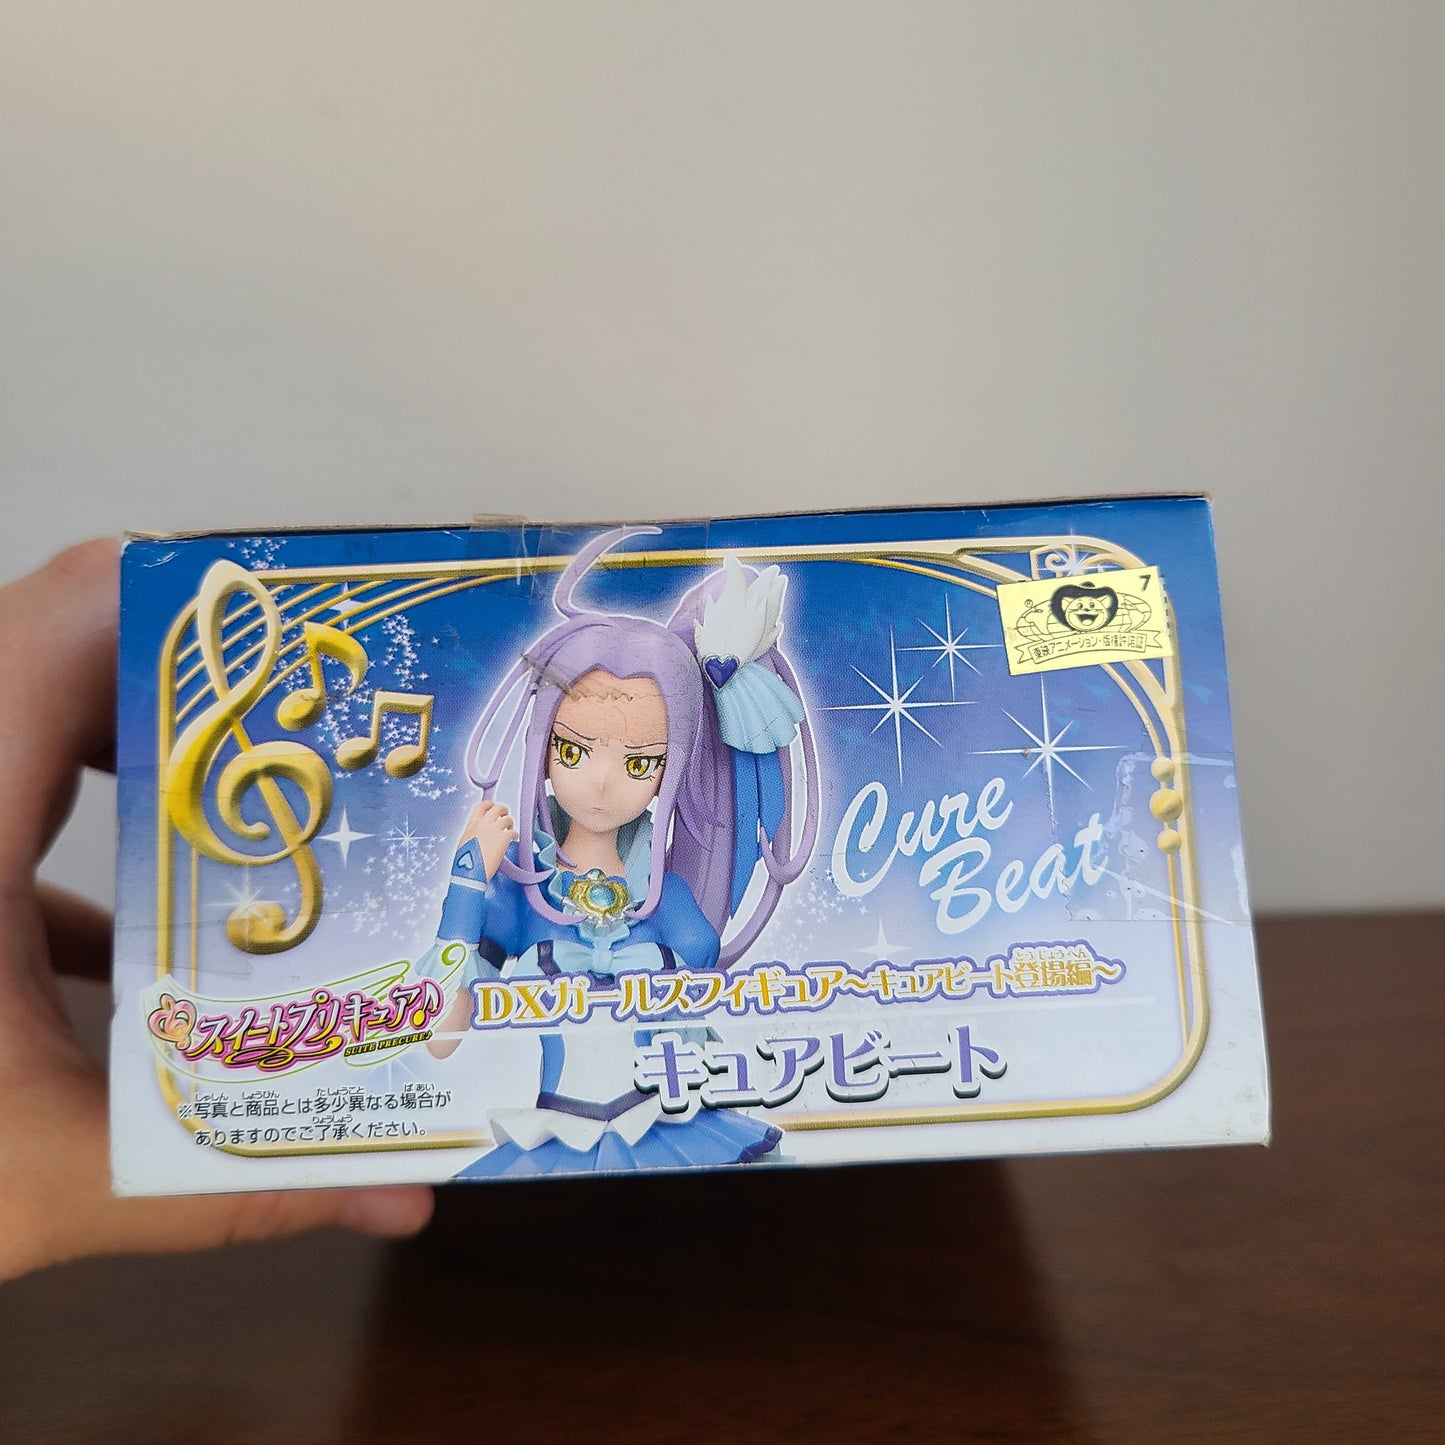 7
東映アニメーション・版権許諾証
Cure
Beat
とうじょうへん
DXガールズフィギュア〜キュアビート登場編〜
スイートプリキュア♪
SUITE PRECURE♪
キュアビート
しゃしん しょうひん たしょうこと ばあい
※写真と商品とは多少異なる場合が
りょうしょう
ありますのでご了承ください。